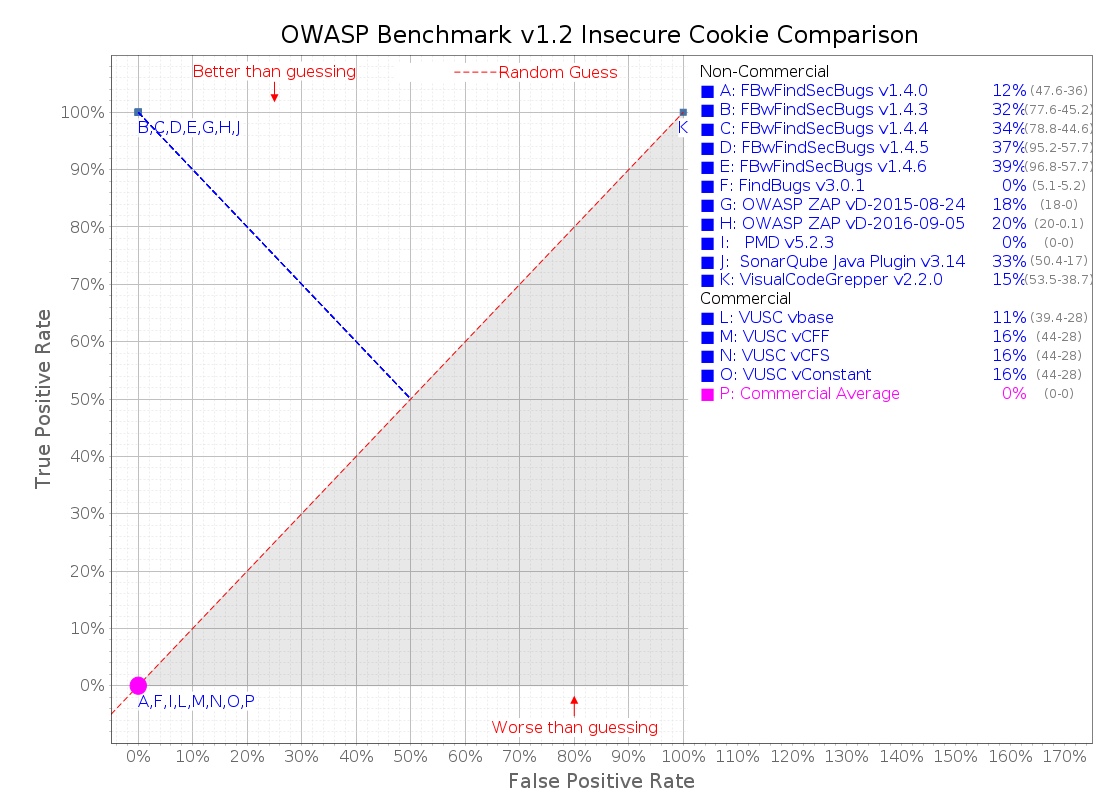 OWASP Benchmark v1.2 Insecure Cookie Comparison
Better than guessing
Random Guess
Non-Commercial
A: FBwFindSecBugs v1.4.0 12% (47.6-36)
B: FBwFindSecBugs v1.4.3 32% (77.6-45.2)
C: FBwFindSecBugs v1.4.4 34% (78.8-44.6)
D: FBwFindSecBugs v1.4.5 37% (95.2-57.7)
E: FBwFindSecBugs v1.4.6 39% (96.8-57.7)
F: FindBugs v3.0.1 0% (5.1-5.2)
G: OWASP ZAP vD-2015-08-24 18% (18-0)
H: OWASP ZAP vD-2016-09-05 20% (20-0.1)
I: PMD v5.2.3 0% (0-0)
J: SonarQube Java Plugin v3.14 33% (50.4-17)
K: VisualCodeGrepper v2.2.0 15% (53.5-38.7)
Commercial
L: VUSC vbase 11% (39.4-28)
M: VUSC vCFF 16% (44-28)
N: VUSC vCFS 16% (44-28)
O: VUSC vConstant 16% (44-28)
P: Commercial Average 0% (0-0)
B,C,D,E,G,H,J
K
True Positive Rate
100%
90%
80%
70%
60%
50%
40%
30%
20%
10%
0%
A,F,I,L,M,N,O,P
Worse than guessing
0% 10% 20% 30% 40% 50% 60% 70% 80% 90% 100% 110% 120% 130% 140% 150% 160% 170%
False Positive Rate